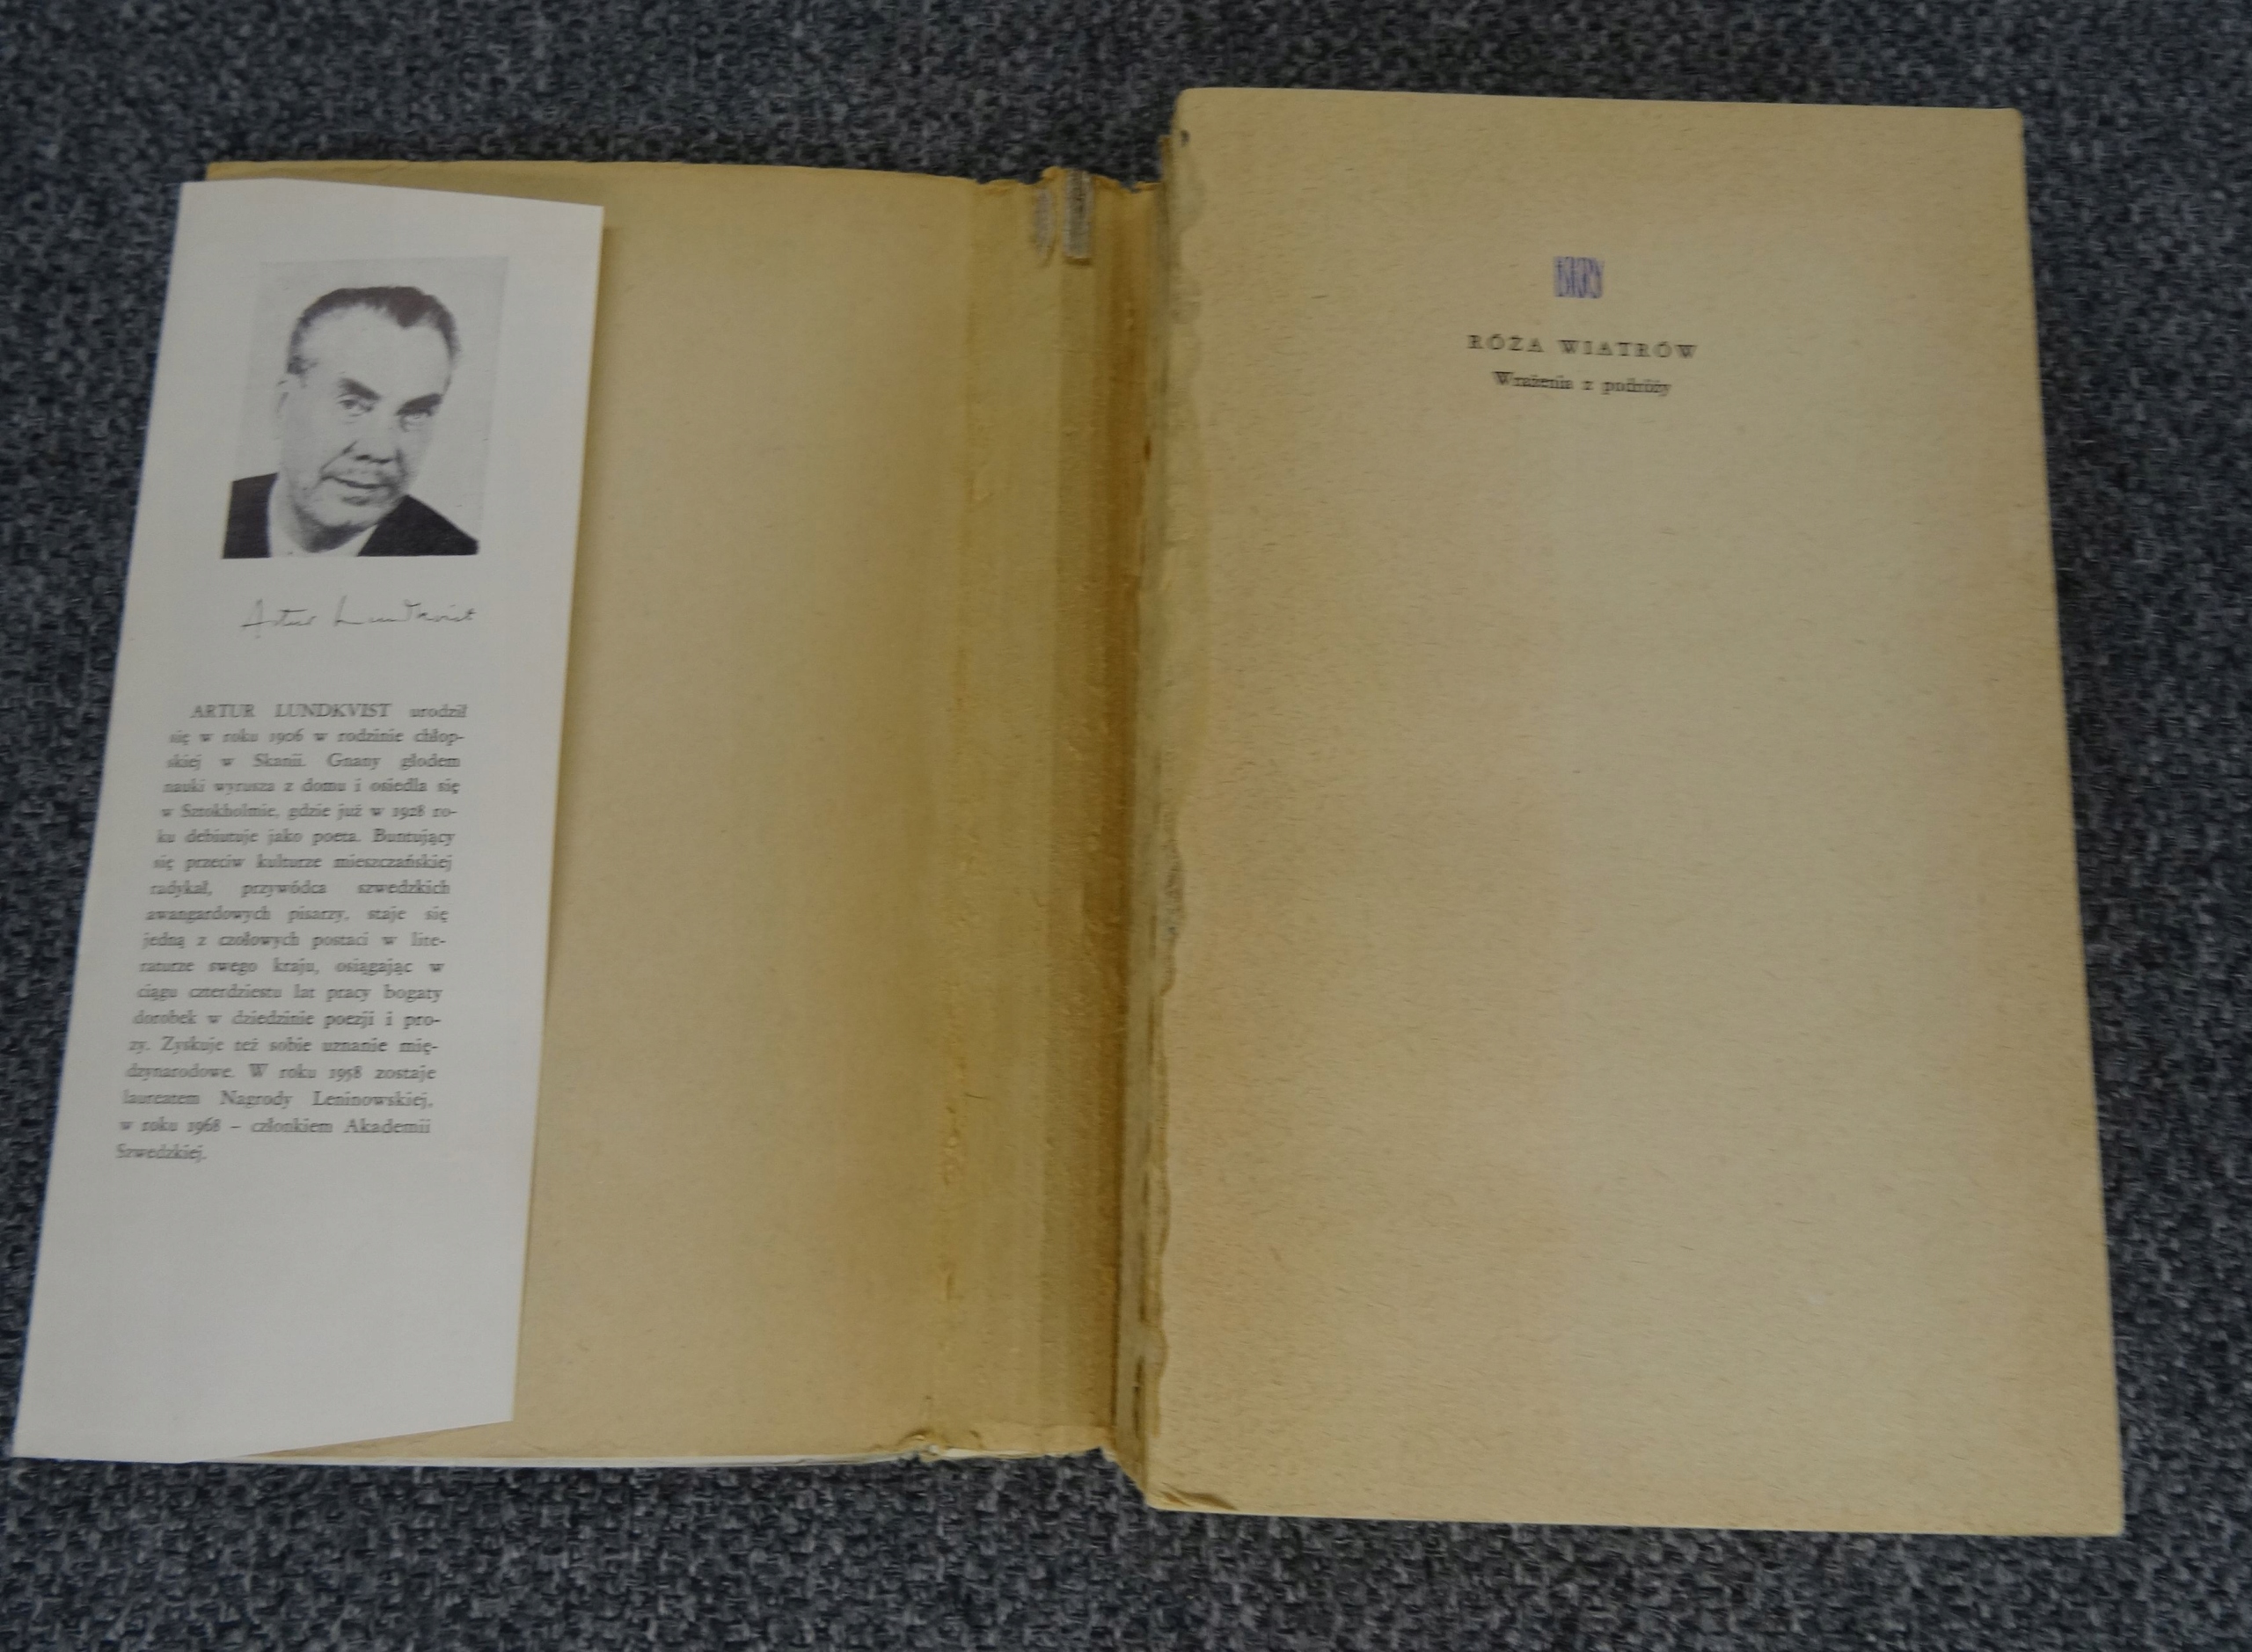 Artur Lundkvist
ARTUR LUNDKVIST urodził
się w roku 1906 w rodzinie chłop-
skiej w Skanii. Gnany głodem
nauki wyrusza z domu i osiedla się
w Sztokholmie, gdzie już w 1928 ro-
ku debiutuje jako poeta. Buntujący
się przeciw kulturze mieszczańskiej
radykał, przywódca szwedzkich
awangardowych pisarzy, staje się
jedną z czołowych postaci w lite-
raturze swego kraju, osiągając w
ciągu czterdziestu lat pracy bogaty
dorobek w dziedzinie poezji i pro-
zy. Zyskuje też sobie uznanie mię-
dzynarodowe. W roku 1958 zostaje
laureatem Nagrody Leninowskiej,
w roku 1968 – członkiem Akademii
Szwedzkiej.
RÓŻA WIATRÓW
Wrażenia z podróży